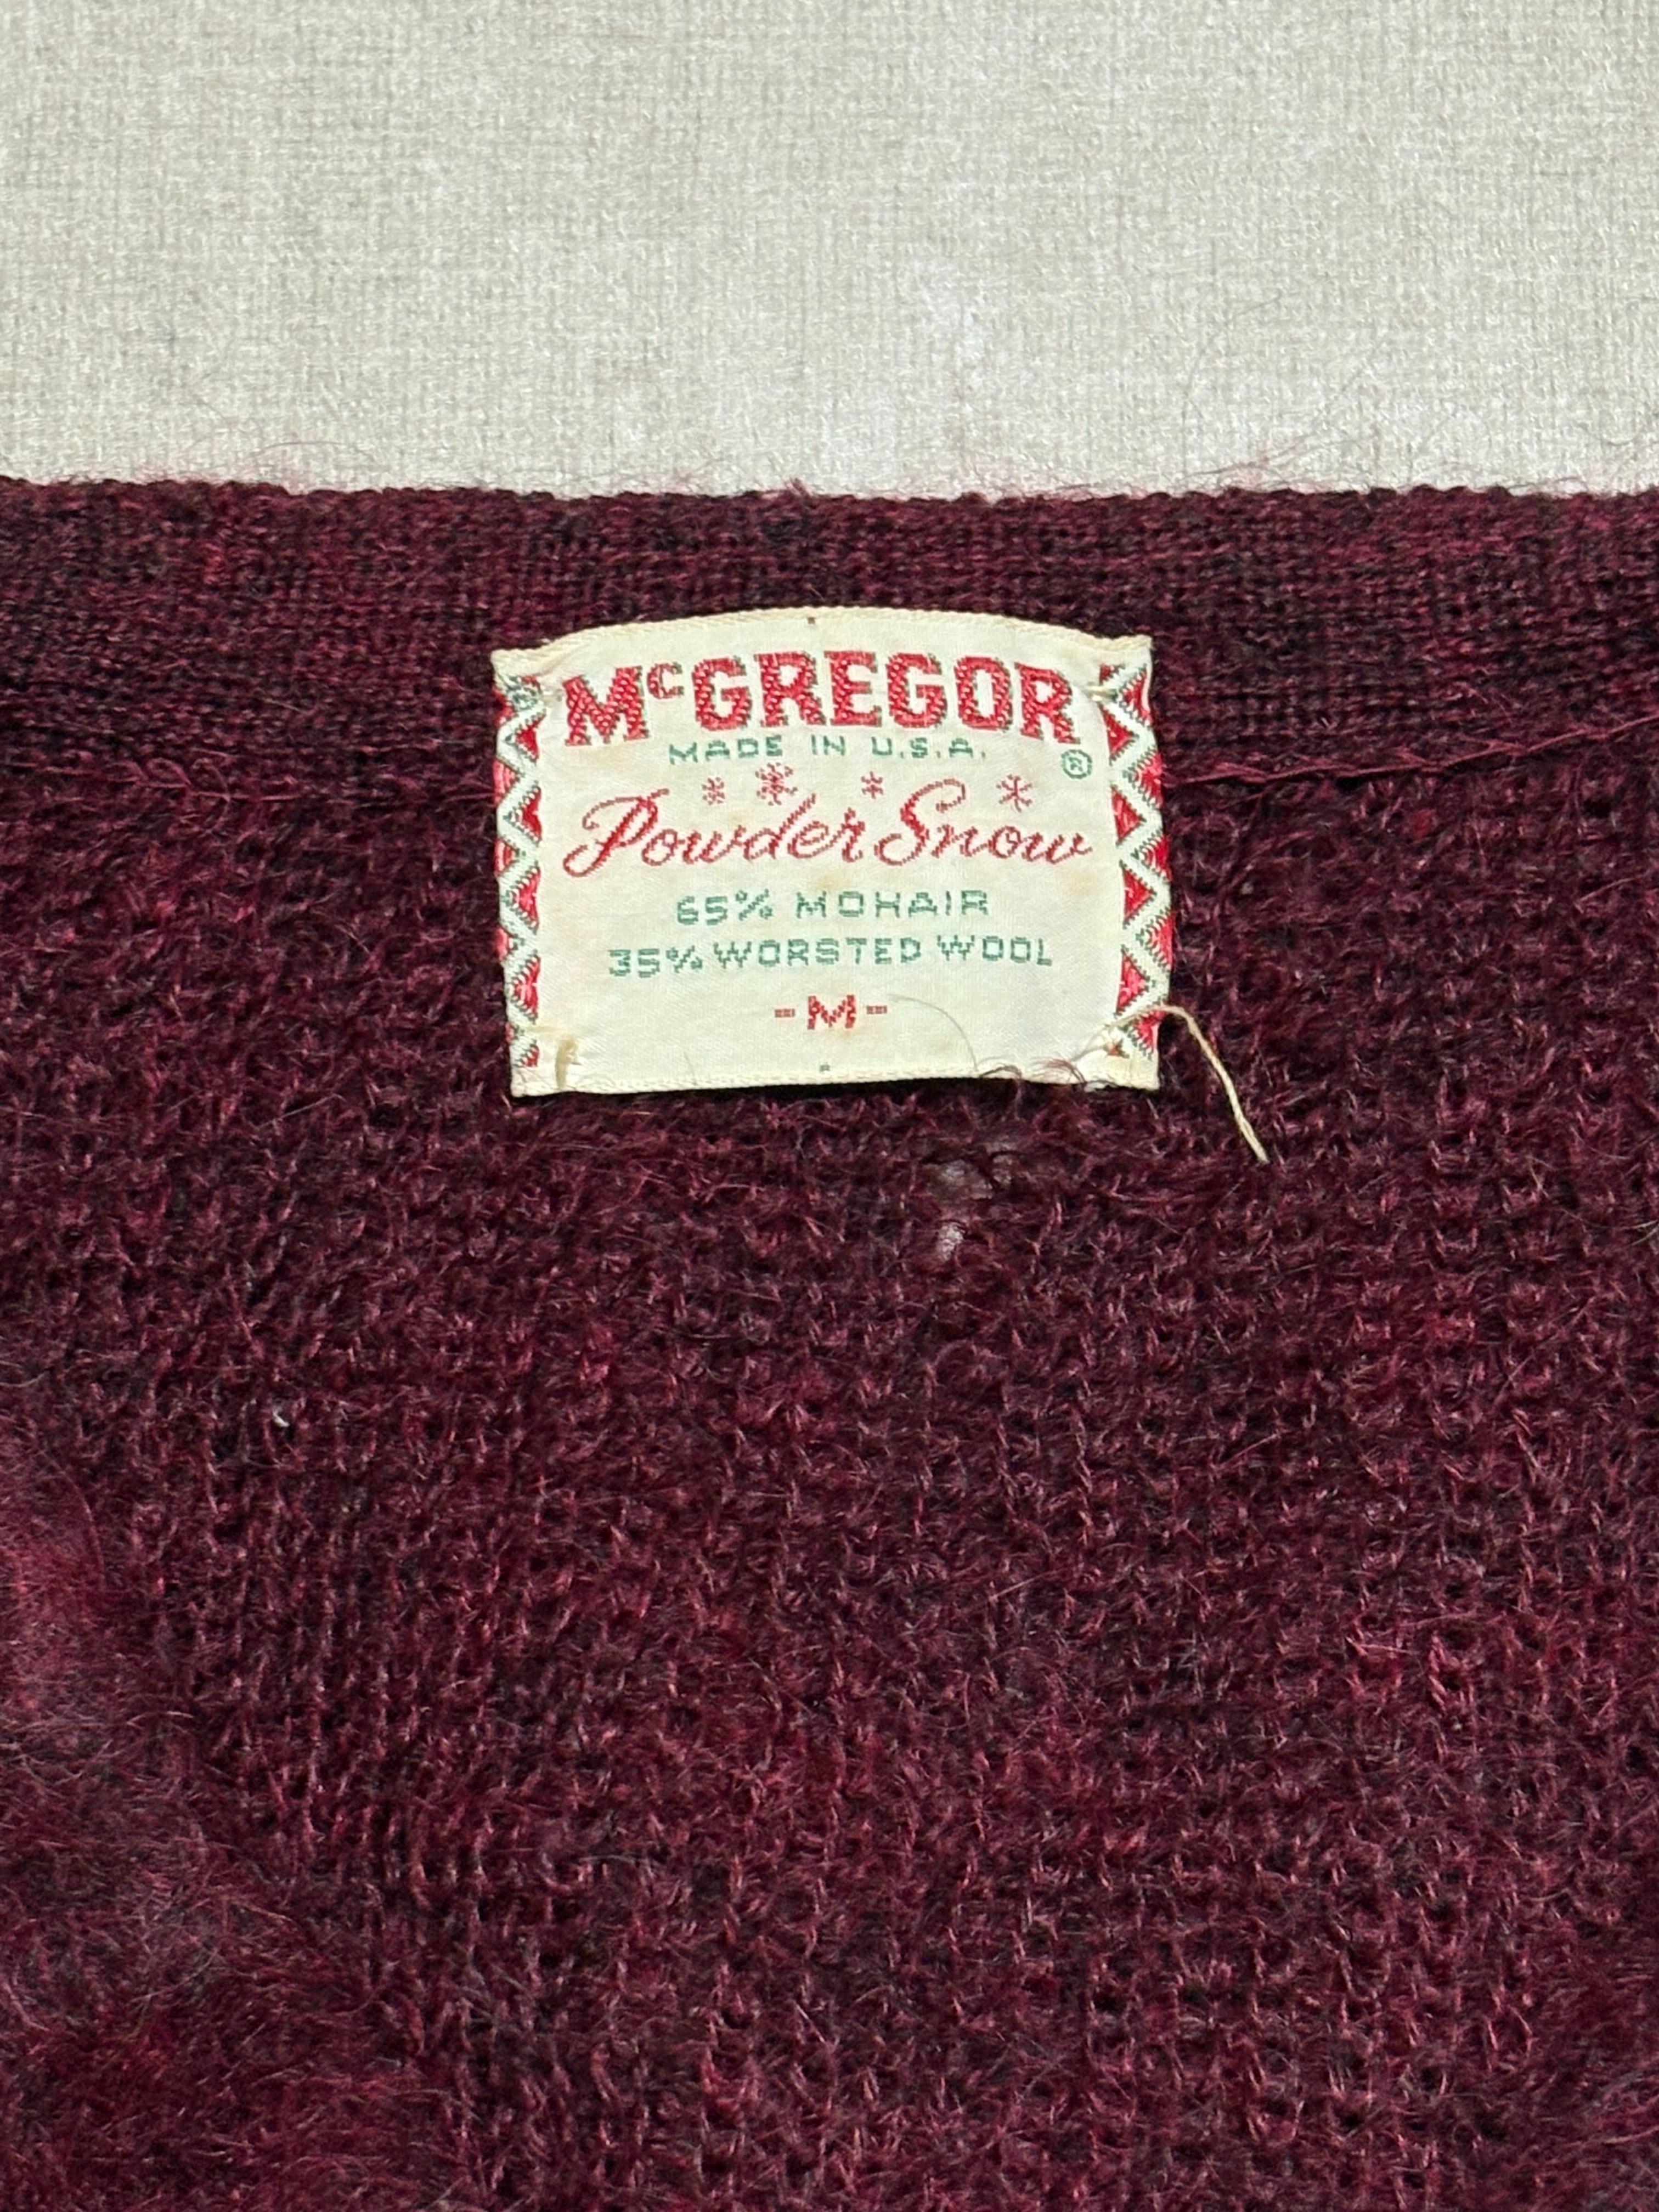 McGREGOR
MADE IN U.S.A.
®
Powder Snow
65% MOHAIR
35% WORSTED WOOL
-M-